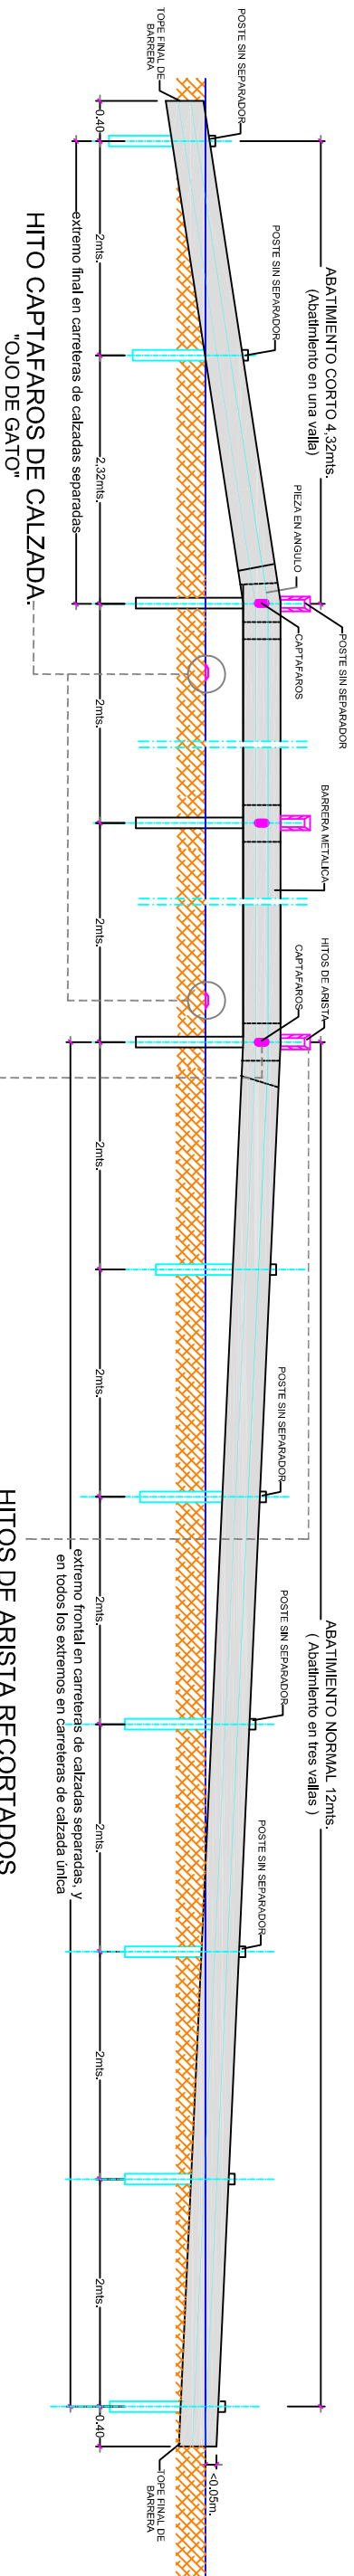 ABATIMIENTO CORTO 4,32mts.
(Abatimiento en una valla)
ABATIMIENTO NORMAL 12mts.
( Abatimiento en tres vallas )
POSTE SIN SEPARADOR
POSTE SIN SEPARADOR
PIEZA EN ANGULO
POSTE SIN SEPARADOR
CAPTAFAROS
BARRERA METALICA
HITOS DE ARISTA
CAPTAFAROS
POSTE SIN SEPARADOR
POSTE SIN SEPARADOR
POSTE SIN SEPARADOR
<0.05m.
TOPE FINAL DE
BARRERA
TOPE FINAL DE
BARRERA
0.40
2mts.
2,32mts.
2mts.
2mts.
2mts.
2mts.
2mts.
2mts.
2mts.
2mts.
0.40
extremo final en carreteras de calzadas separadas
extremo frontal en carreteras de calzadas separadas, y
en todos los extremos en carreteras de calzada única
HITO CAPTAFAROS DE CALZADA.
"OJO DE GATO"
HITOS DE ARISTA RECORTADOS